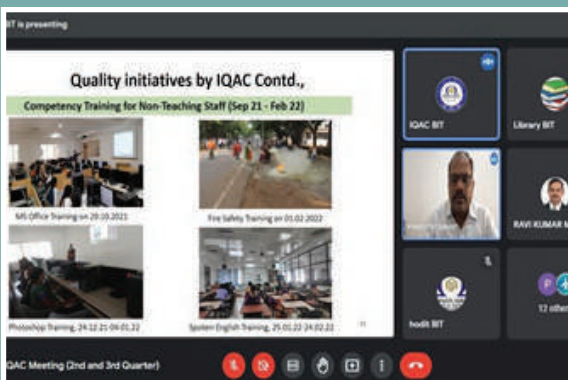 BIT is presenting
Quality initiatives by IQAC Contd.,
Competency Training for Non-Teaching Staff (Sep 21 - Feb 22)
MS Office Training on 20.10.2021
Fire Safety Training on 01.02.2022
Photoshop Training, 24-12-21-04-01.22
Spoken English Training, 25.01.22-24.02.22
IQAC BIT
Library BIT
RAVI KUMAR M
hodit BIT
P
12 other
QAC Meeting (2nd and 3rd Quarter)